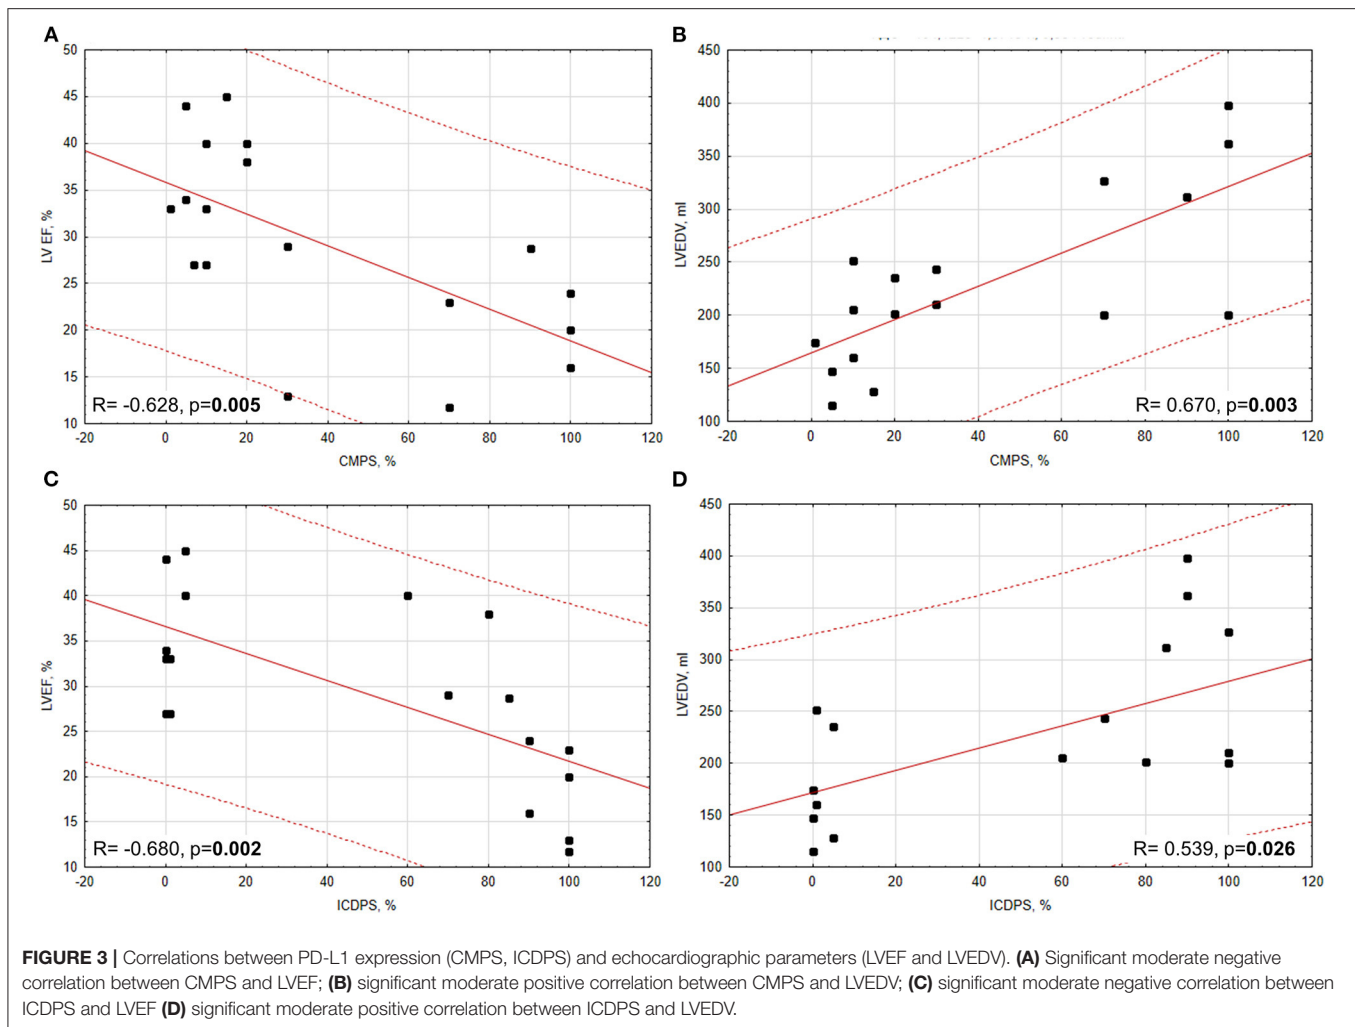 A
50
45
40
35
30
25
20
15
10
LV EF, %
R= -0.628, p=0.005
-20 0 20 40 60 80 100 120
CMPS, %
B
450
400
350
300
250
200
150
100
LVEDV, ml
R= 0.670, p=0.003
-20 0 20 40 60 80 100 120
CMPS, %
C
50
45
40
35
30
25
20
15
10
LVEF, %
R= -0.680, p=0.002
-20 0 20 40 60 80 100 120
ICDPS, %
D
450
400
350
300
250
200
150
100
LVEDV, ml
R= 0.539, p=0.026
-20 0 20 40 60 80 100 120
ICDPS, %
FIGURE 3 | Correlations between PD-L1 expression (CMPS, ICDPS) and echocardiographic parameters (LVEF and LVEDV). (A) Significant moderate negative
correlation between CMPS and LVEF; (B) significant moderate positive correlation between CMPS and LVEDV; (C) significant moderate negative correlation between
ICDPS and LVEF (D) significant moderate positive correlation between ICDPS and LVEDV.